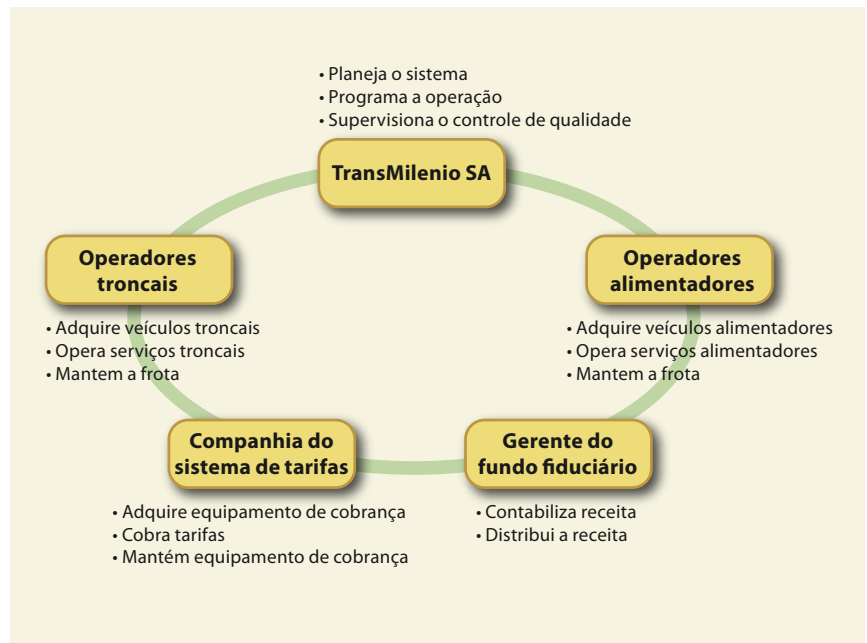 • Planeja o sistema
• Programa a operação
• Supervisiona o controle de qualidade
TransMilenio SA
Operadores
troncais
• Adquire veículos troncais
• Opera serviços troncais
• Mantem a frota
Operadores
alimentadores
• Adquire veículos alimentadores
• Opera serviços alimentadores
• Mantem a frota
Companhia do
sistema de tarifas
• Adquire equipamento de cobrança
• Cobra tarifas
• Mantém equipamento de cobrança
Gerente do
fundo fiduciário
• Contabiliza receita
• Distribui a receita